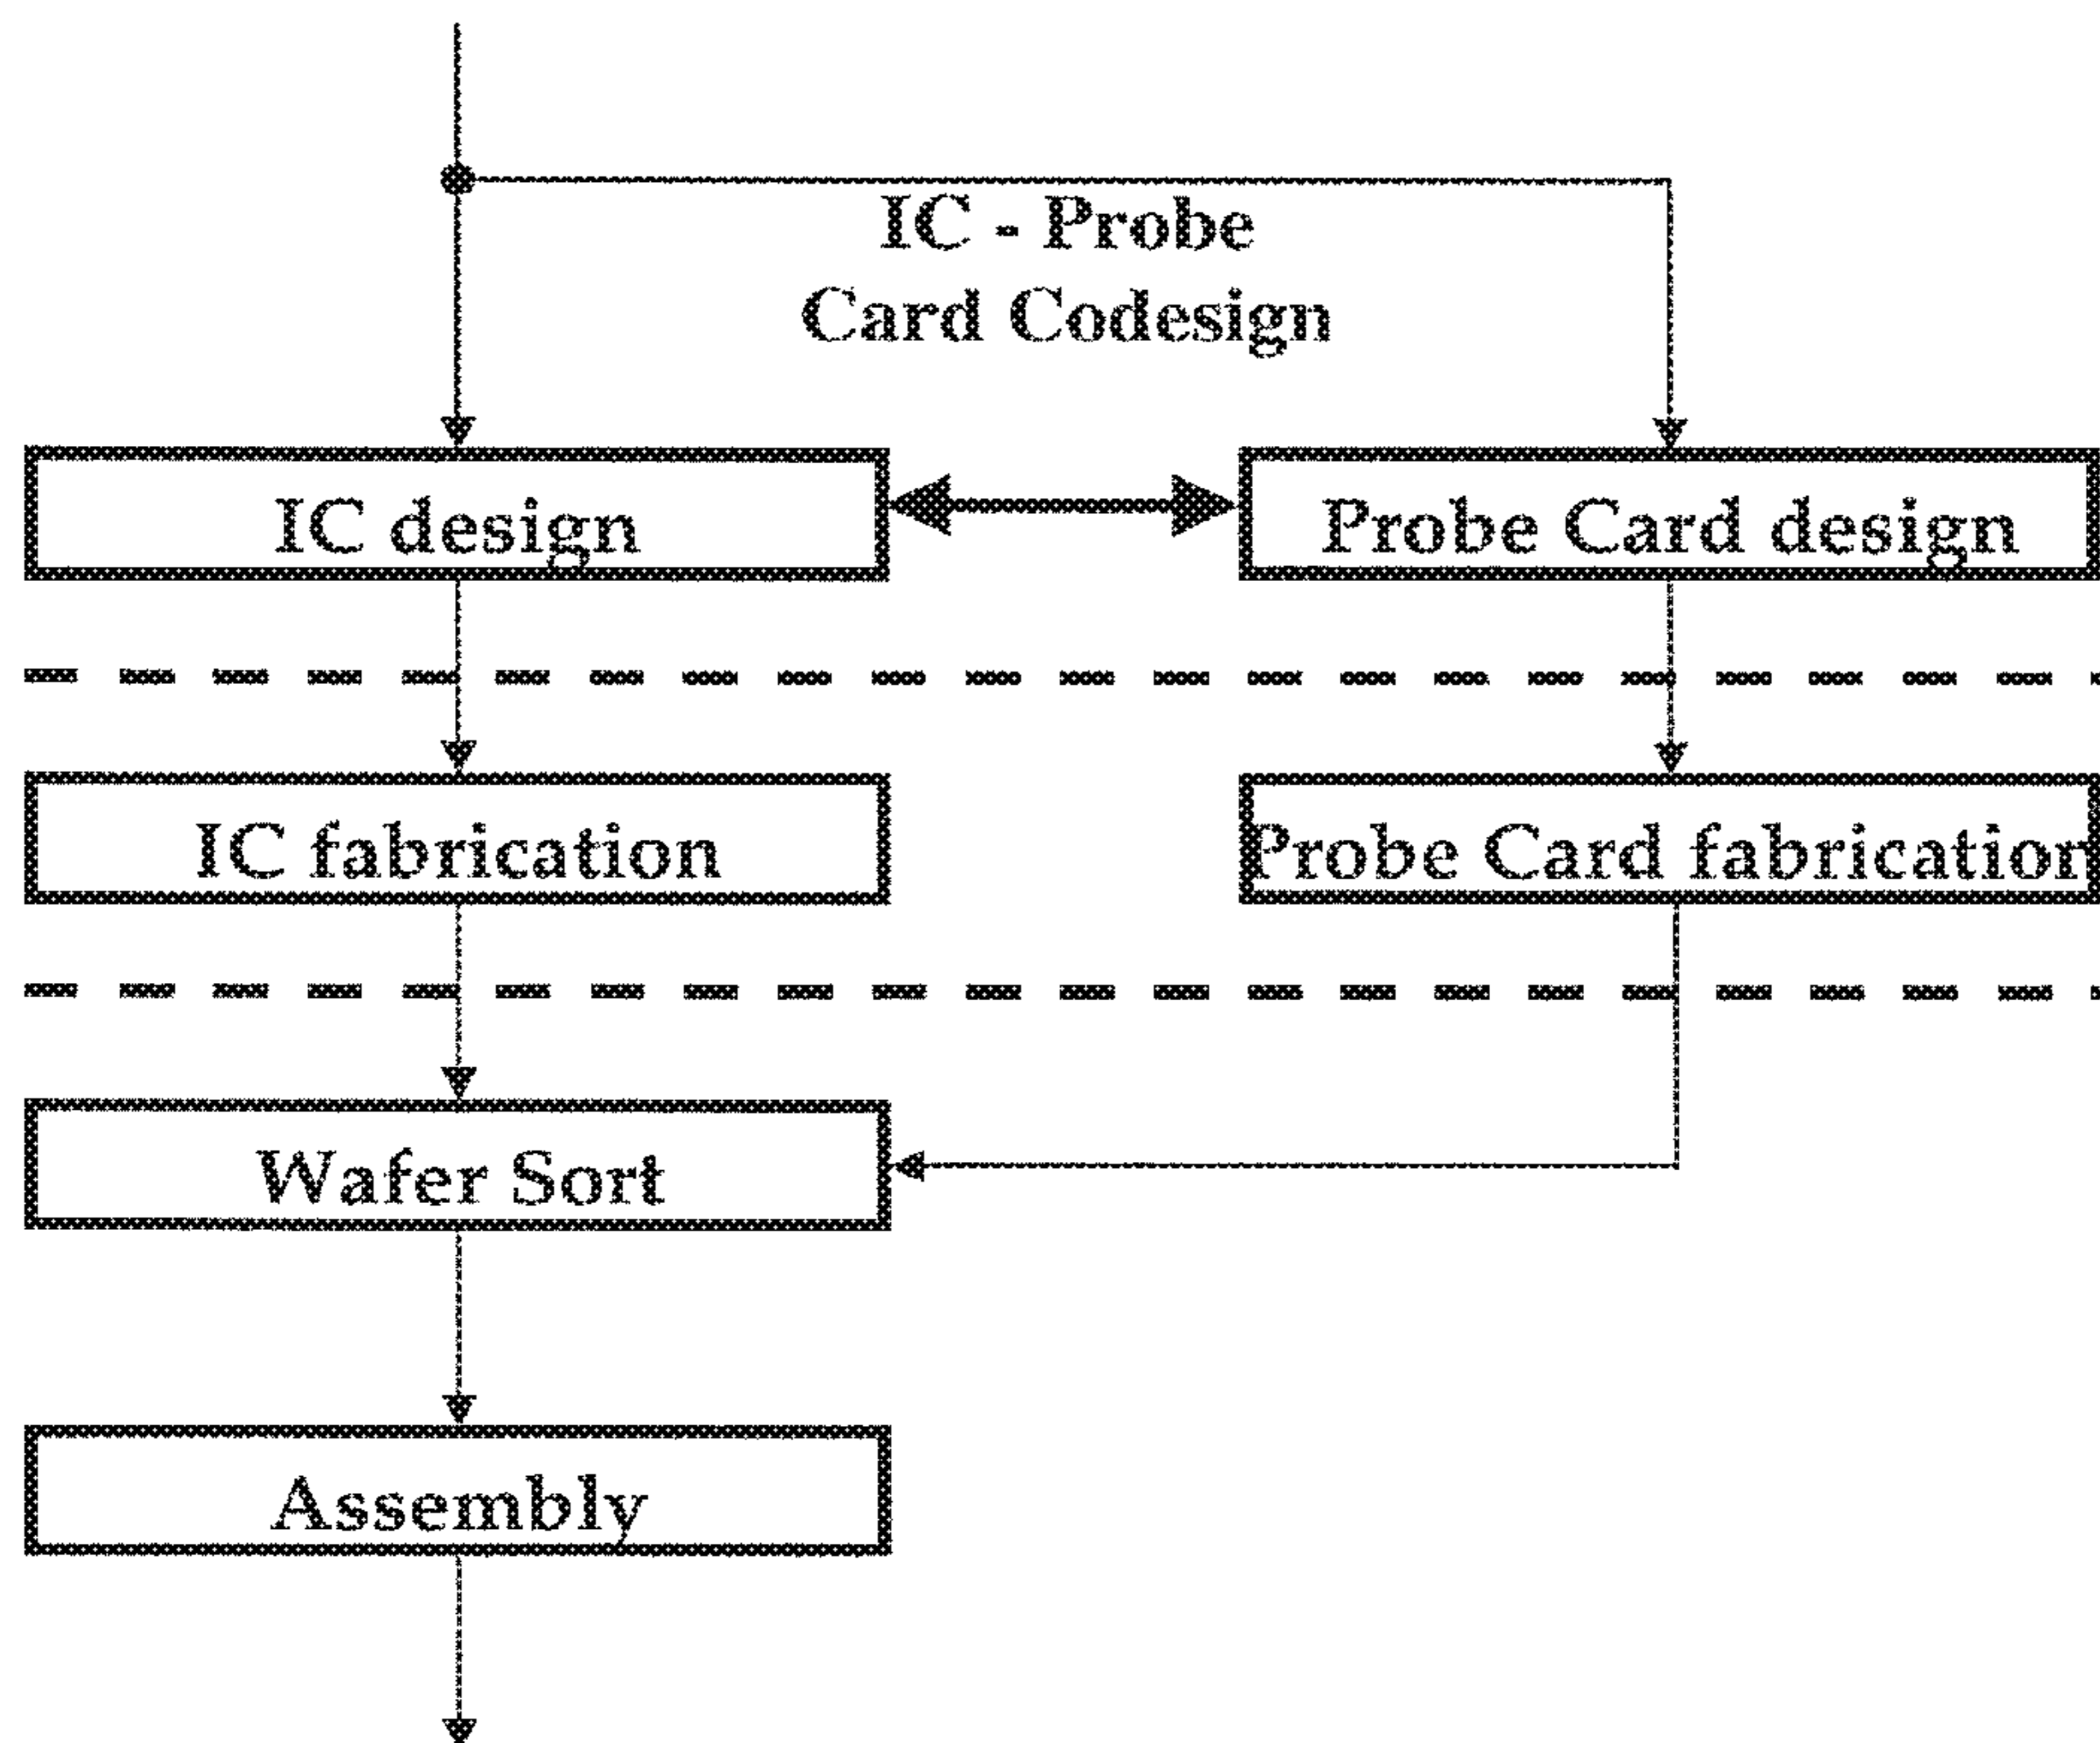 IC - Probe
Card Codesign
IC design
Probe Card design
IC fabrication
Probe Card fabrication
Wafer Sort
Assembly